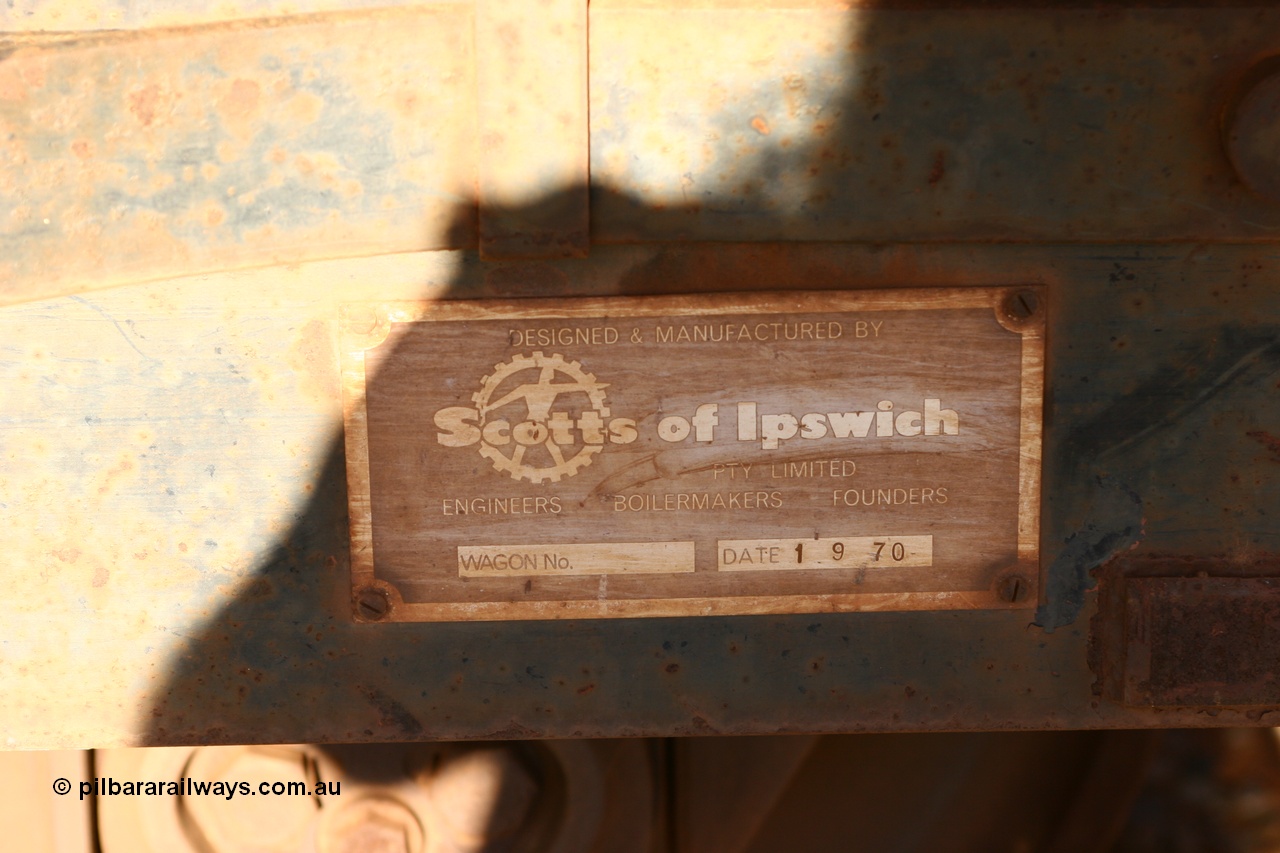 DESIGNED & MANUFACTURED BY
Scotts of Ipswich
PTY LIMITED
ENGINEERS BOILERMAKERS FOUNDERS
WAGON No. DATE 1 9 70
© pilbararailways.com.au